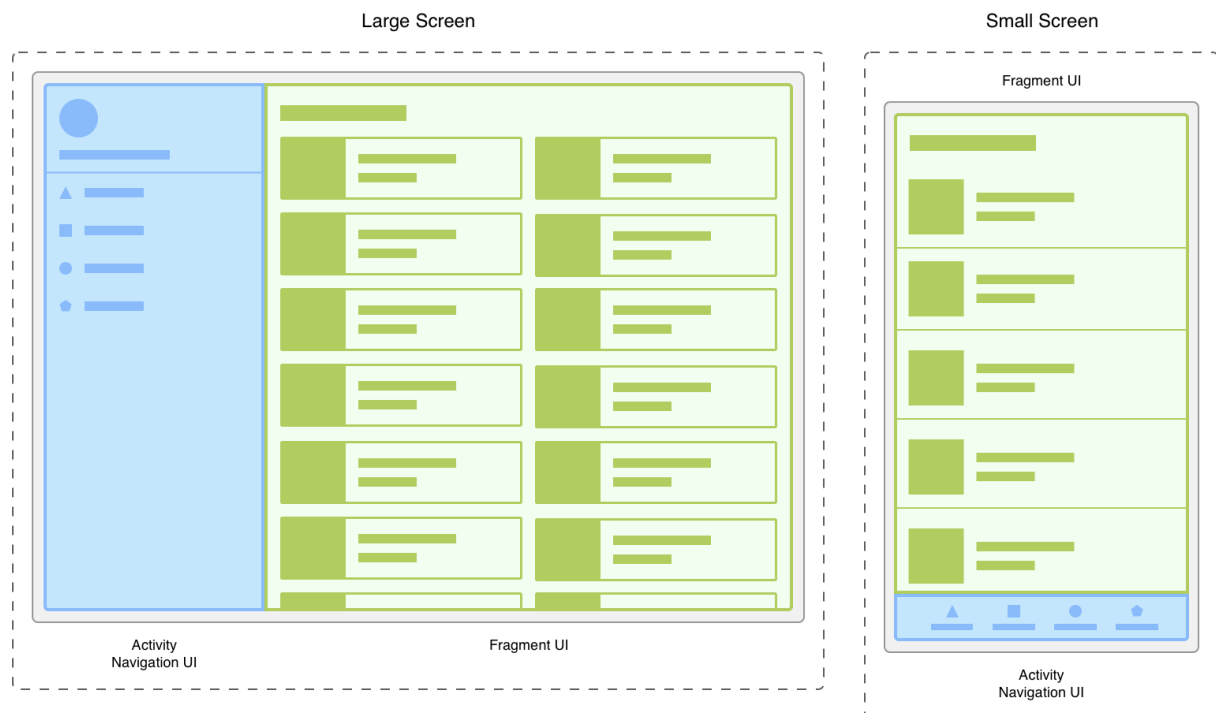 Large Screen
Activity
Navigation UI
Fragment UI
Small Screen
Fragment UI
Activity
Navigation UI